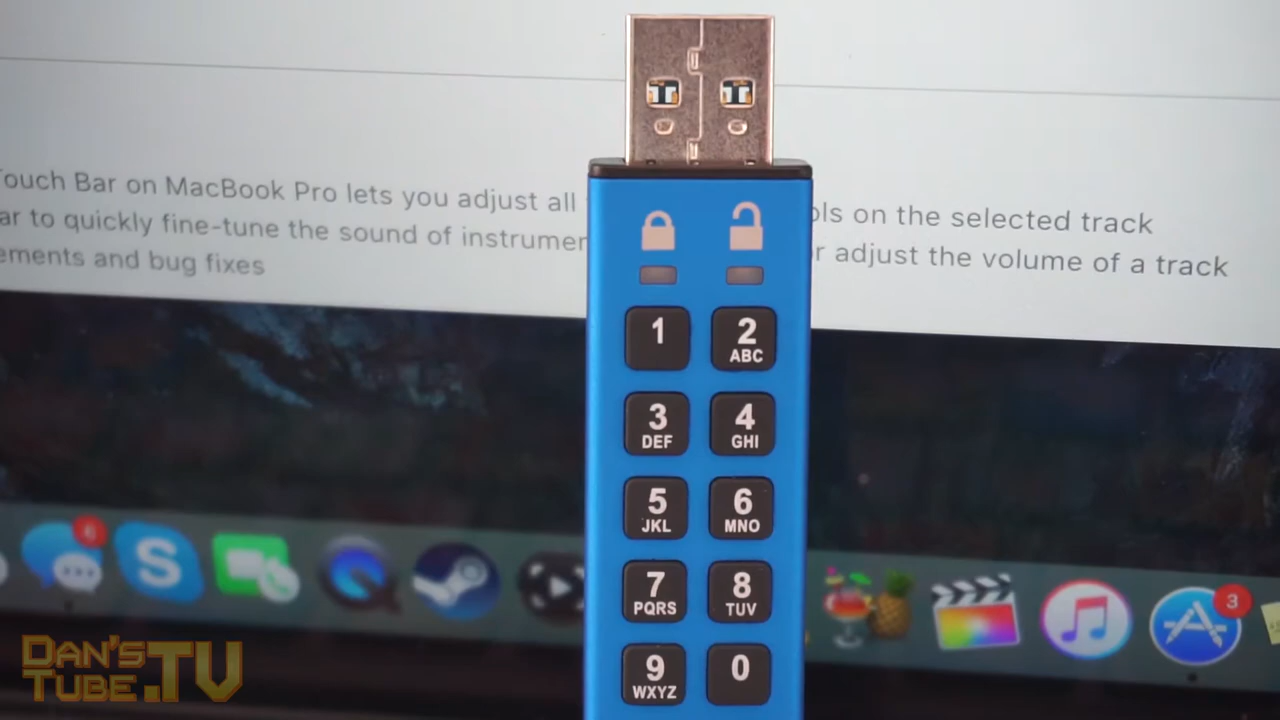 Touch Bar on MacBook Pro lets you adjust all
ols on the selected track
ar to quickly fine-tune the sound of instrumen
r adjust the volume of a track
ements and bug fixes
1
2
ABC
3
DEF
4
GHI
5
JKL
6
MNO
7
PQRS
8
TUV
9
WXYZ
0
6
S
3
DAN'S
TUBE.TV